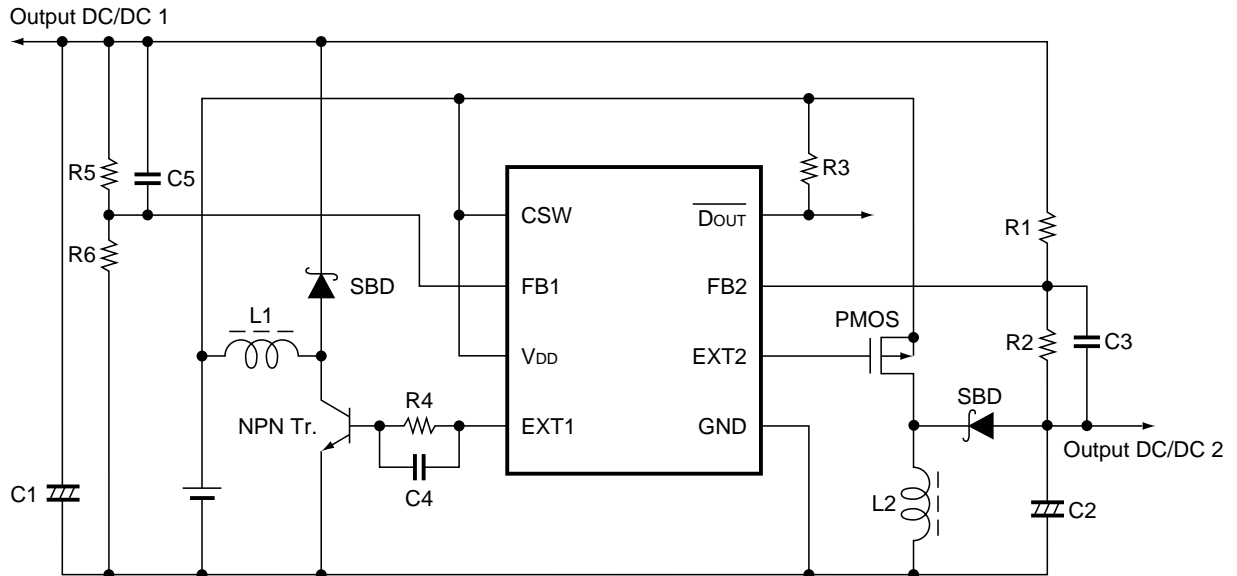 Output DC/DC 1
R5
C5
R6
CSW
DOUT
R3
R1
SBD
FB1
FB2
L1
PMOS
VDD
EXT2
R2
C3
R4
SBD
NPN Tr.
EXT1
GND
Output DC/DC 2
C4
C1
L2
C2